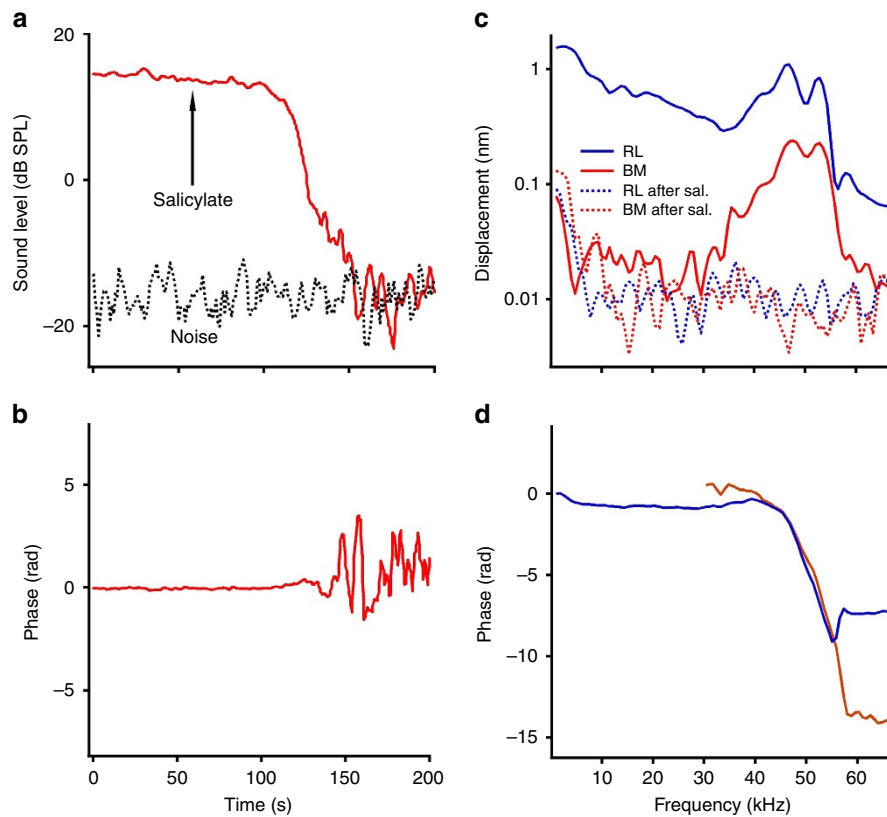 a
20
0
–20
Sound level (dB SPL)
Salicylate
Noise
b
5
0
–5
Phase (rad)
0
50
100
150
200
Time (s)
c
1
0.1
0.01
Displacement (nm)
RL
BM
RL after sal.
BM after sal.
d
0
–5
–10
–15
Phase (rad)
10
20
30
40
50
60
Frequency (kHz)